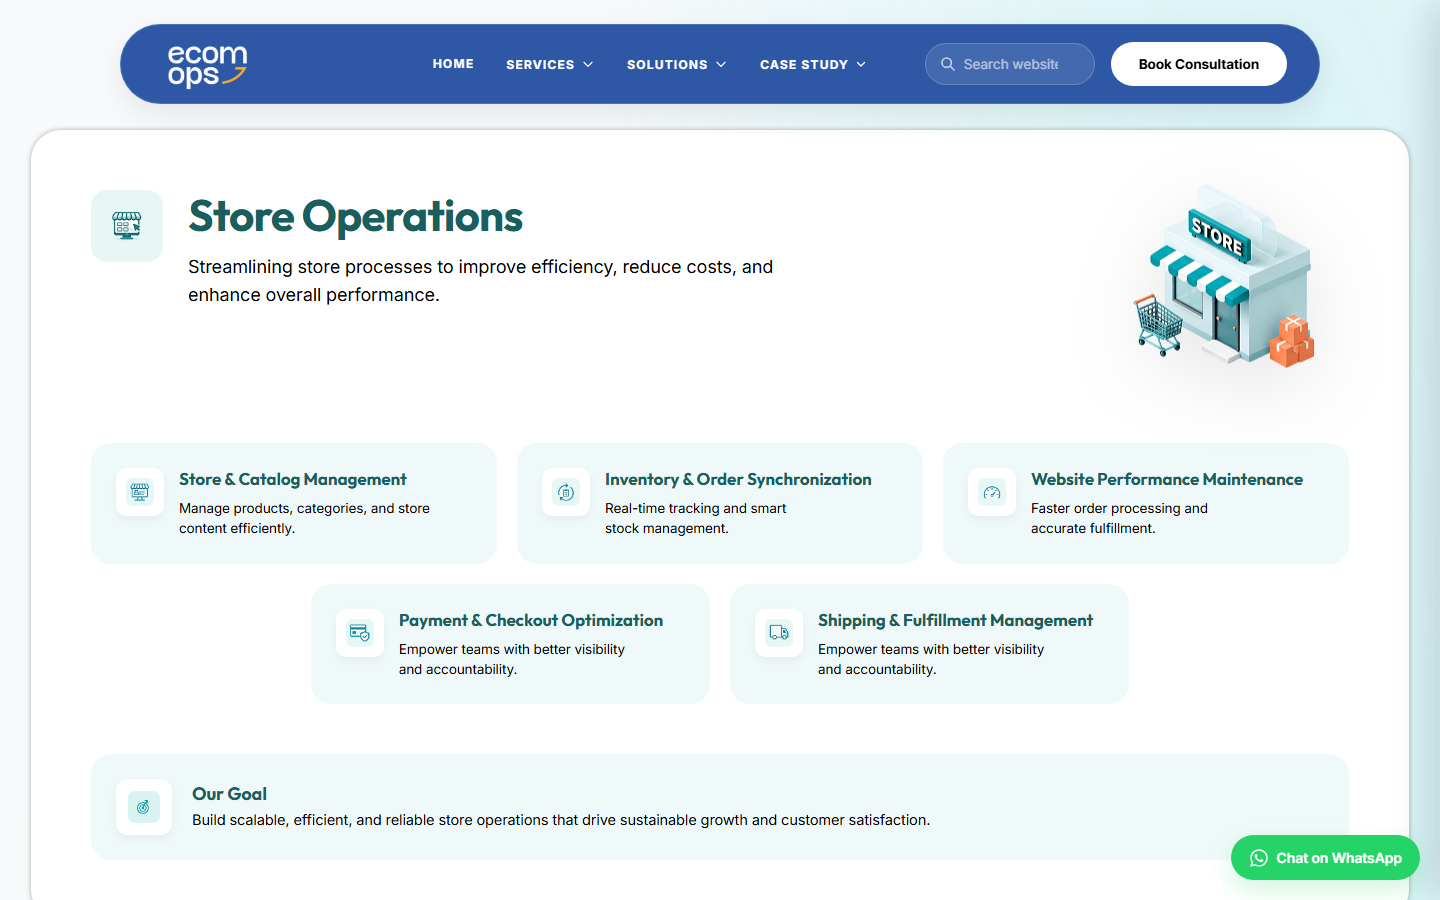 ecom
ops
HOME
SERVICES
SOLUTIONS
CASE STUDY
Search website
Book Consultation
Store Operations
Streamlining store processes to improve efficiency, reduce costs, and
enhance overall performance.
STORE
Store & Catalog Management
Manage products, categories, and store
content efficiently.
Inventory & Order Synchronization
Real-time tracking and smart
stock management.
Website Performance Maintenance
Faster order processing and
accurate fulfillment.
Payment & Checkout Optimization
Empower teams with better visibility
and accountability.
Shipping & Fulfillment Management
Empower teams with better visibility
and accountability.
Our Goal
Build scalable, efficient, and reliable store operations that drive sustainable growth and customer satisfaction.
Chat on WhatsApp